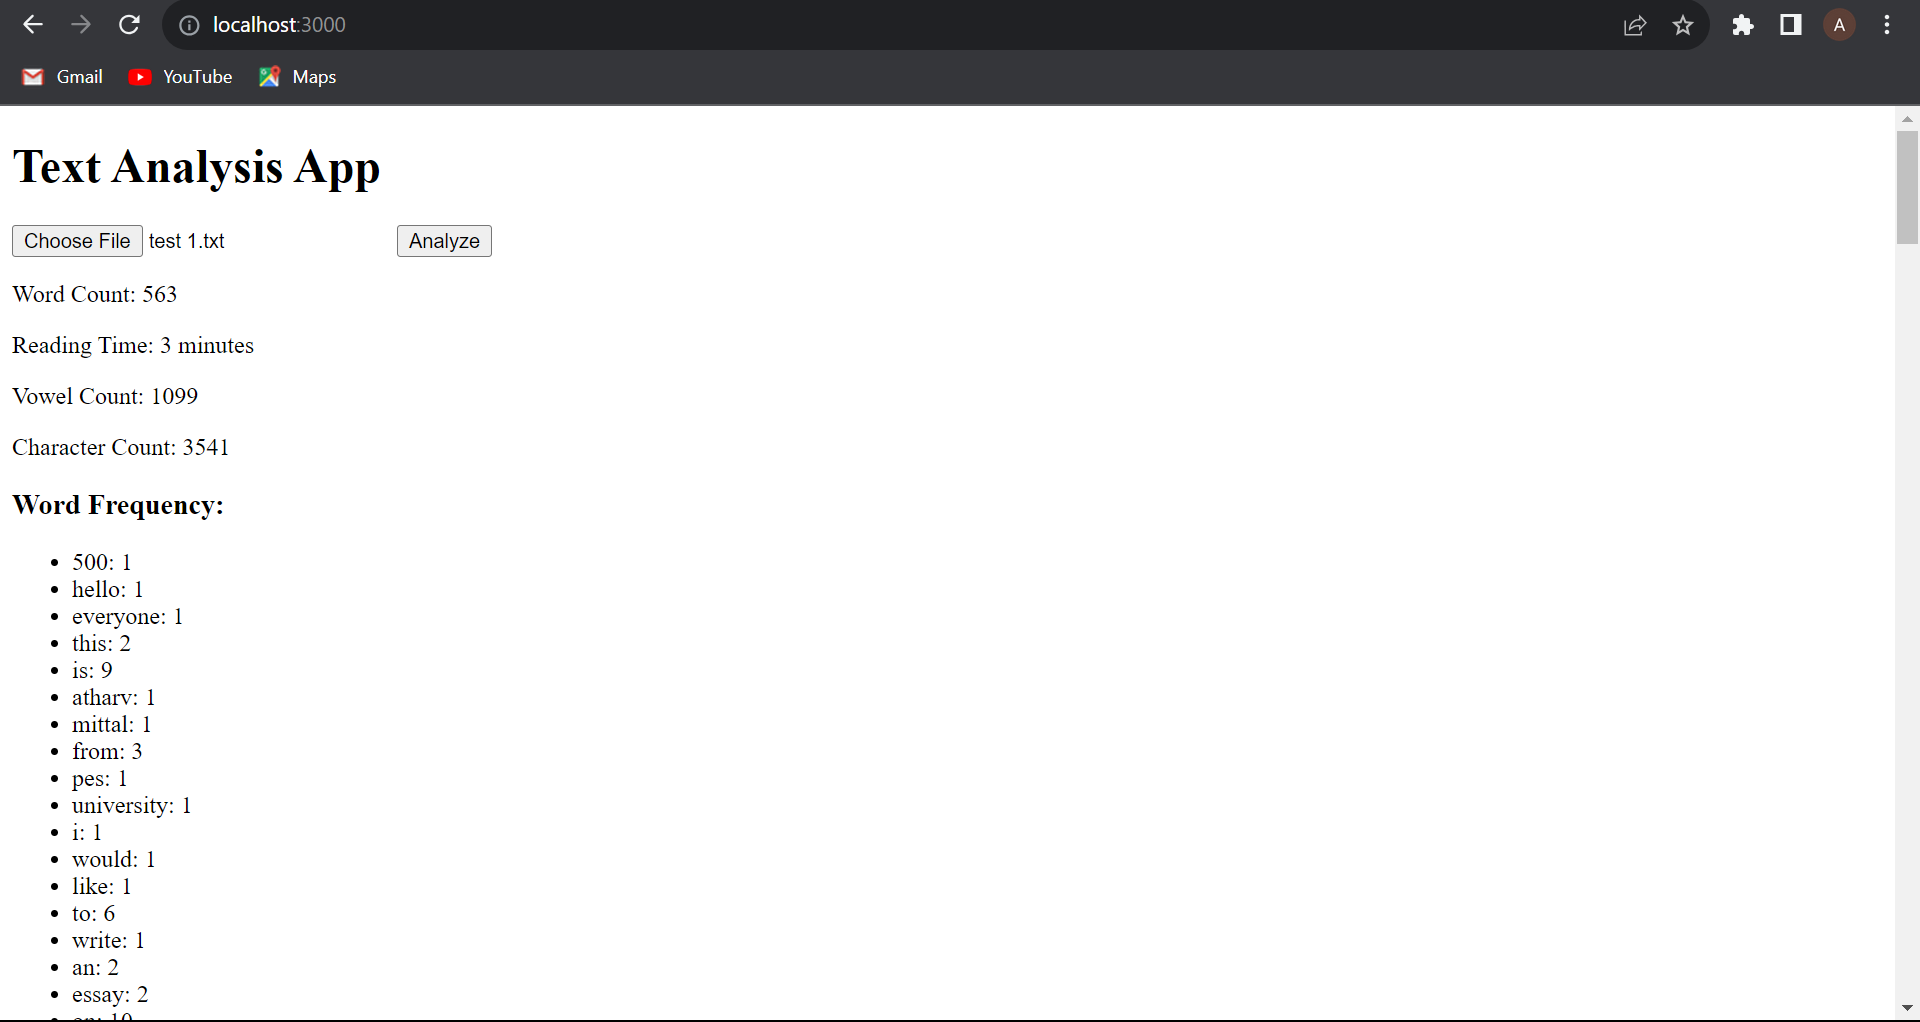 localhost:3000
A
Gmail YouTube Maps
Text Analysis App
Choose File test 1.txt Analyze
Word Count: 563
Reading Time: 3 minutes
Vowel Count: 1099
Character Count: 3541
Word Frequency:
500: 1
hello: 1
everyone: 1
this: 2
is: 9
atharv: 1
mittal: 1
from: 3
pes: 1
university: 1
i: 1
would: 1
like: 1
to: 6
write: 1
an: 2
essay: 2